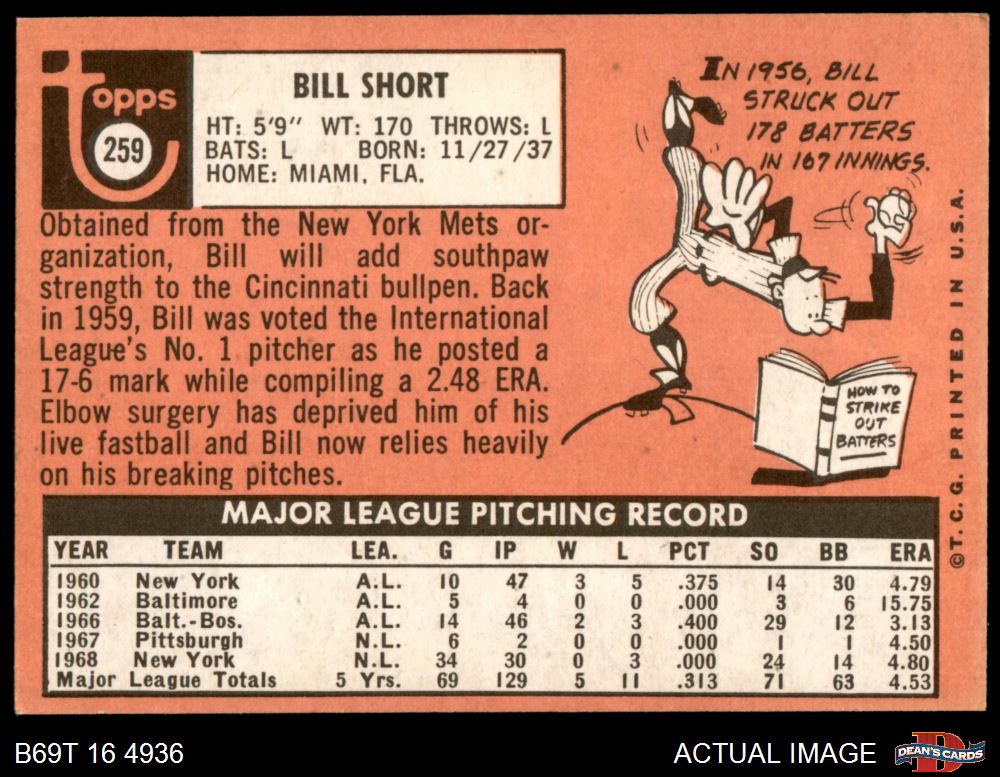 topps
259
BILL SHORT
HT: 5'9" WT: 170 THROWS: L
BATS: L BORN: 11/27/37
HOME: MIAMI, FLA.
IN 1956, BILL
STRUCK OUT
178 BATTERS
IN 167 INNINGS.
Obtained from the New York Mets or-
ganization, Bill will add southpaw
strength to the Cincinnati bullpen. Back
in 1959, Bill was voted the International
League's No. 1 pitcher as he posted a
17-6 mark while compiling a 2.48 ERA.
Elbow surgery has deprived him of his
live fastball and Bill now relies heavily
on his breaking pitches.
HOW TO
STRIKE
OUT
BATTERS
©T.C.G. PRINTED IN U.S.A.
MAJOR LEAGUE PITCHING RECORD
YEAR TEAM LEA. G IP W L PCT SO BB ERA
1960 New York A.L. 10 47 3 5 .375 14 30 4.79
1962 Baltimore A.L. 5 4 0 0 .000 3 6 15.75
1966 Balt.-Bos. A.L. 14 46 2 3 .400 29 12 3.13
1967 Pittsburgh N.L. 6 2 0 0 .000 1 1 4.50
1968 New York N.L. 34 30 0 3 .000 24 14 4.80
Major League Totals 5 Yrs. 69 129 5 11 .313 71 63 4.53
B69T 16 4936
ACTUAL IMAGE
DEAN'S CARDS